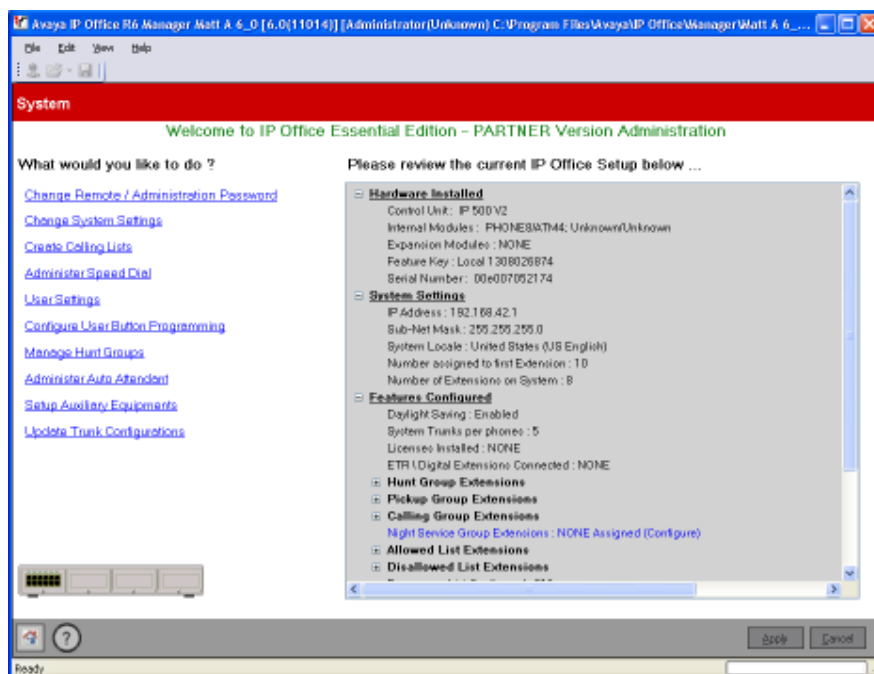 Avaya IP Office R6 Manager Matt A 6_0 [6.0(11014)] [Administrator(Unknown) C:\Program Files\Avaya\IP Office\Manager\Matt A 6_...
File Edit View Help
System
Welcome to IP Office Essential Edition - PARTNER Version Administration
What would you like to do ?
Change Remote / Administration Password
Change System Settings
Create Calling Lists
Administer Speed Dial
User Settings
Configure User Button Programming
Manage Hunt Groups
Administer Auto Attendant
Setup Auxiliary Equipments
Update Trunk Configurations
Please review the current IP Office Setup below ...
Hardware Installed
Control Unit : IP 500 V2
Internal Modules : PHONE8/ATM4; Unknown/Unknown
Expansion Modules : NONE
Feature Key : Local 1308026874
Serial Number : 00e007052174
System Settings
IP Address : 192.168.42.1
Sub-Net Mask : 255.255.255.0
System Locale : United States (US English)
Number assigned to first Extension : 10
Number of Extensions on System : 8
Features Configured
Daylight Saving : Enabled
System Trunks per phones : 5
Licenses Installed : NONE
ETR \ Digital Extensions Connected : NONE
Hunt Group Extensions
Pickup Group Extensions
Calling Group Extensions
Night Service Group Extensions : NONE Assigned (Configure)
Allowed List Extensions
Disallowed List Extensions
?
Apply Cancel
Ready